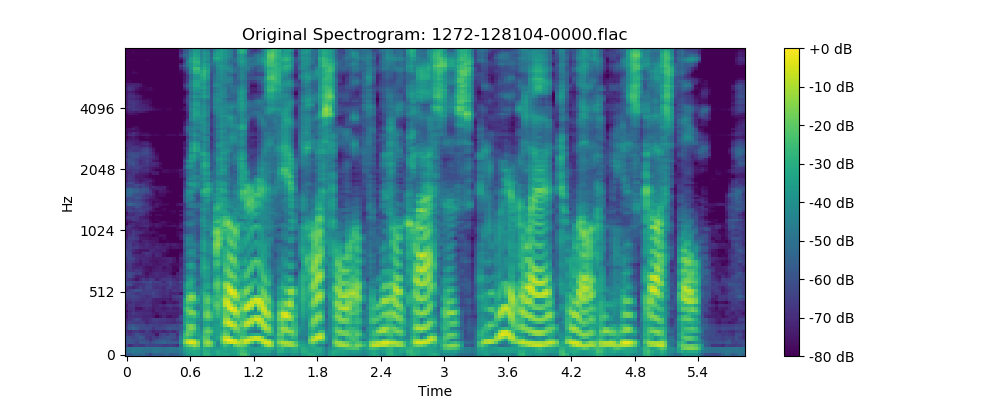 Original Spectrogram: 1272-128104-0000.flac
Hz
4096
2048
1024
512
0
0 0.6 1.2 1.8 2.4 3 3.6 4.2 4.8 5.4
Time
+0 dB
-10 dB
-20 dB
-30 dB
-40 dB
-50 dB
-60 dB
-70 dB
-80 dB